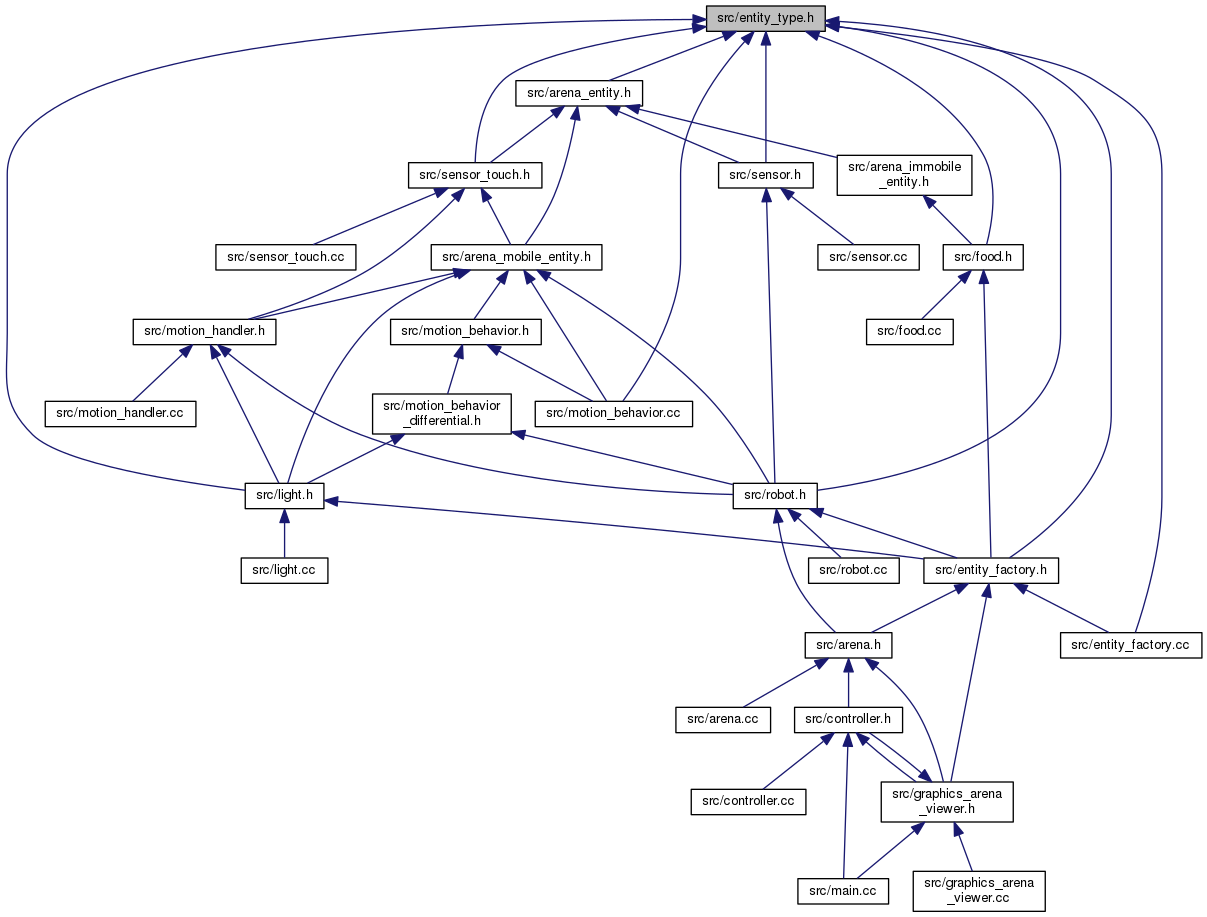 src/entity_type.h
src/arena_entity.h
src/sensor_touch.h
src/sensor.h
src/arena_immobile
_entity.h
src/sensor_touch.cc
src/arena_mobile_entity.h
src/sensor.cc
src/food.h
src/motion_handler.h
src/motion_behavior.h
src/food.cc
src/motion_handler.cc
src/motion_behavior
_differential.h
src/motion_behavior.cc
src/light.h
src/robot.h
src/light.cc
src/robot.cc
src/entity_factory.h
src/arena.h
src/entity_factory.cc
src/arena.cc
src/controller.h
src/controller.cc
src/graphics_arena
_viewer.h
src/main.cc
src/graphics_arena
_viewer.cc